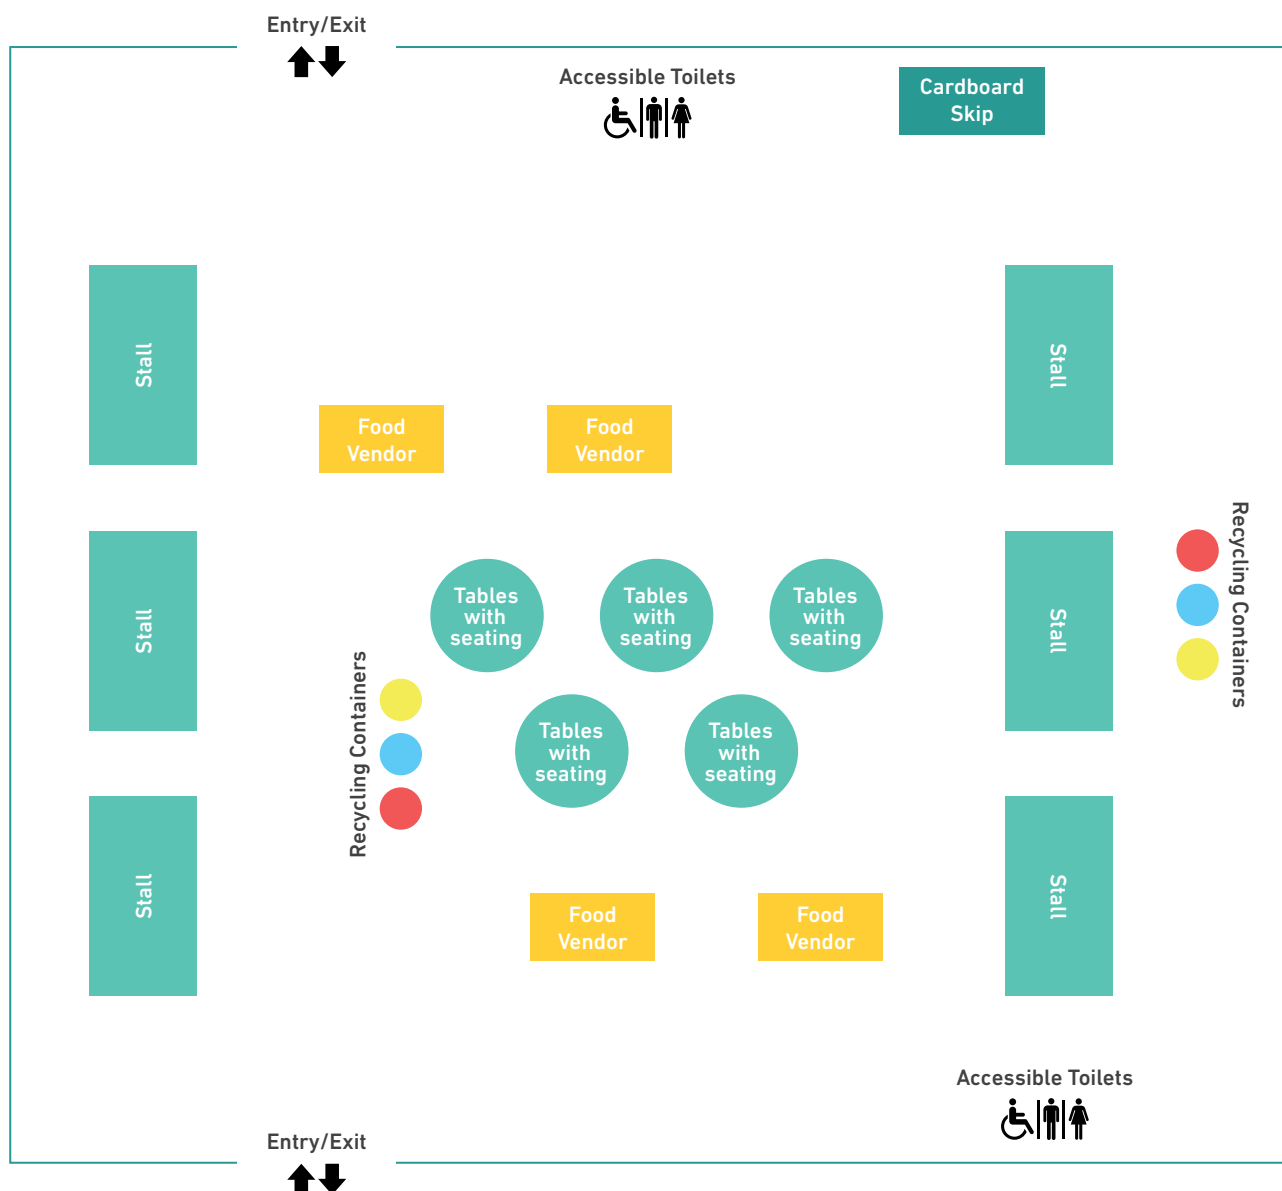 Entry/Exit
Accessible Toilets
Cardboard
Skip
Stall
Stall
Food
Vendor
Food
Vendor
Stall
Tables
with
seating
Tables
with
seating
Tables
with
seating
Stall
Recycling Containers
Recycling Containers
Tables
with
seating
Tables
with
seating
Stall
Food
Vendor
Food
Vendor
Stall
Accessible Toilets
Entry/Exit